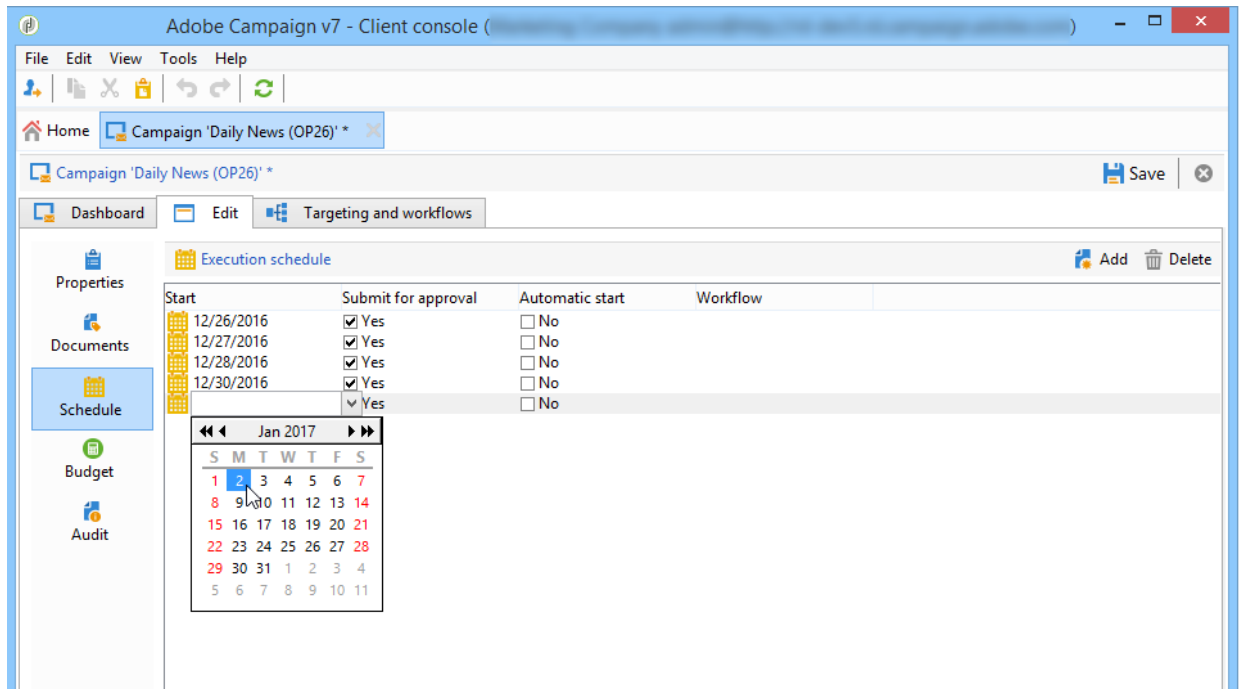 Adobe Campaign v7 - Client console ( )
File Edit View Tools Help
Home Campaign 'Daily News (OP26)' *
Campaign 'Daily News (OP26)' * Save
Dashboard Edit Targeting and workflows
Properties
Documents
Schedule
Budget
Audit
Execution schedule Add Delete
Start Submit for approval Automatic start Workflow
12/26/2016 Yes No
12/27/2016 Yes No
12/28/2016 Yes No
12/30/2016 Yes No
Yes No
Jan 2017
S M T W T F S
1 2 3 4 5 6 7
8 9 10 11 12 13 14
15 16 17 18 19 20 21
22 23 24 25 26 27 28
29 30 31 1 2 3 4
5 6 7 8 9 10 11